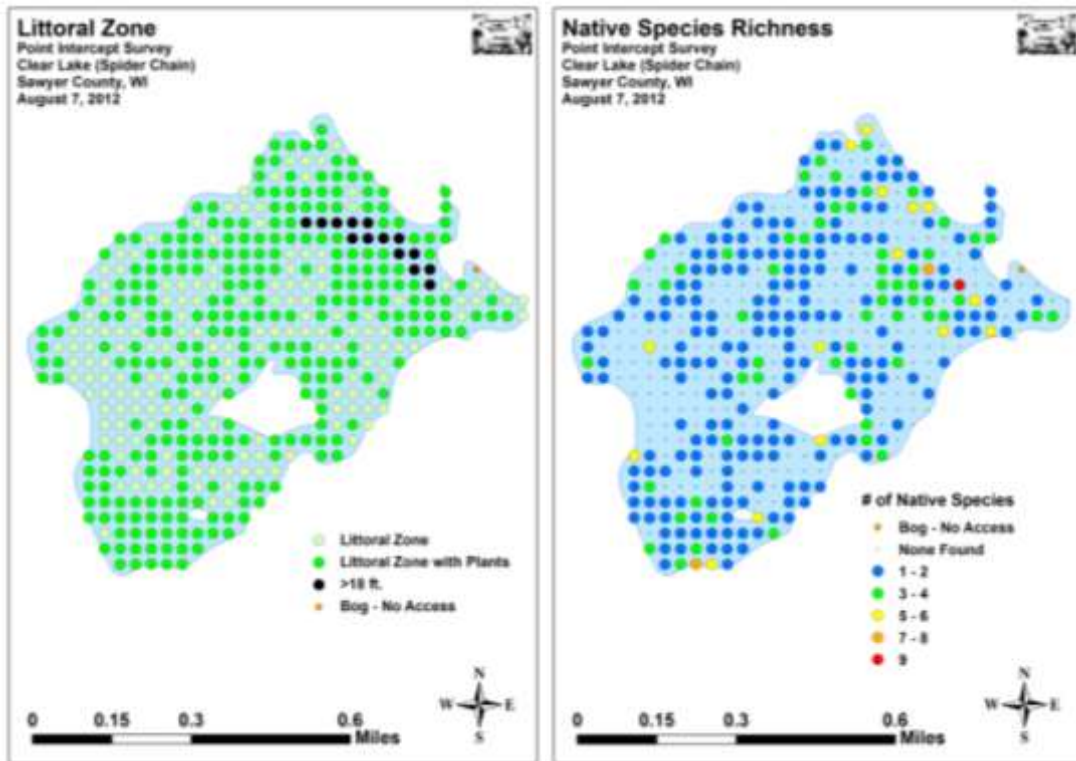 Littoral Zone
Point Intercept Survey
Clear Lake (Spider Chain)
Sawyer County, WI
August 7, 2012
Littoral Zone
Littoral Zone with Plants
>18 ft.
Bog - No Access
N
W E
S
0 0.15 0.3 0.6
Miles
Native Species Richness
Point Intercept Survey
Clear Lake (Spider Chain)
Sawyer County, WI
August 7, 2012
# of Native Species
Bog - No Access
None Found
1 - 2
3 - 4
5 - 6
7 - 8
9
N
W E
S
0 0.15 0.3 0.6
Miles